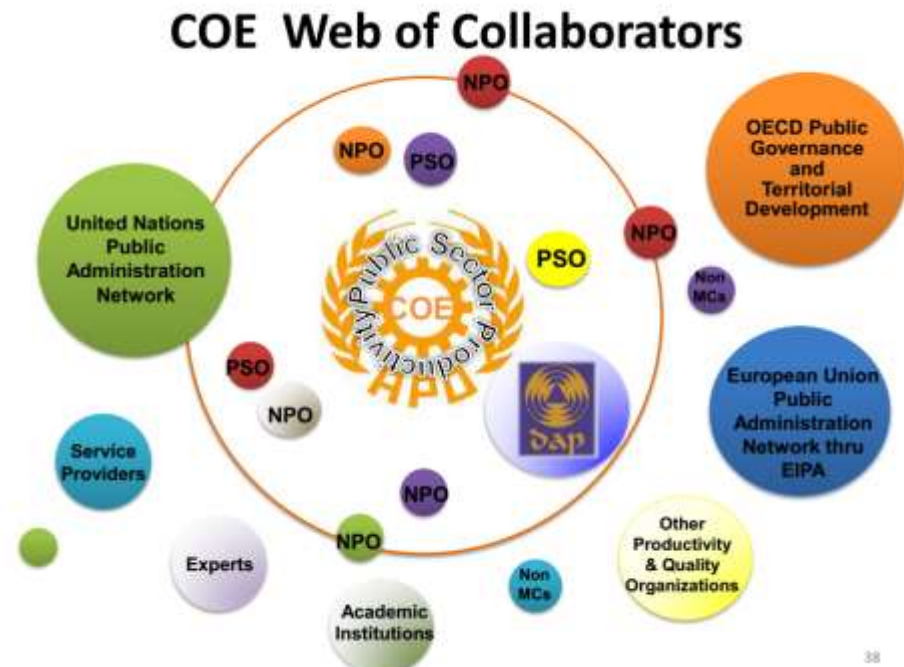 COE Web of Collaborators
NPO
NPO
PSO
OECD Public
Governance
and
Territorial
Development
United Nations
Public
Administration
Network
NPO
PSO
Non
MCs
Public Sector Productivity
COE
APO
PSO
NPO
dap
European Union
Public
Administration
Network thru
EIPA
Service
Providers
NPO
NPO
Other
Productivity
& Quality
Organizations
Experts
Non
MCs
Academic
Institutions
38